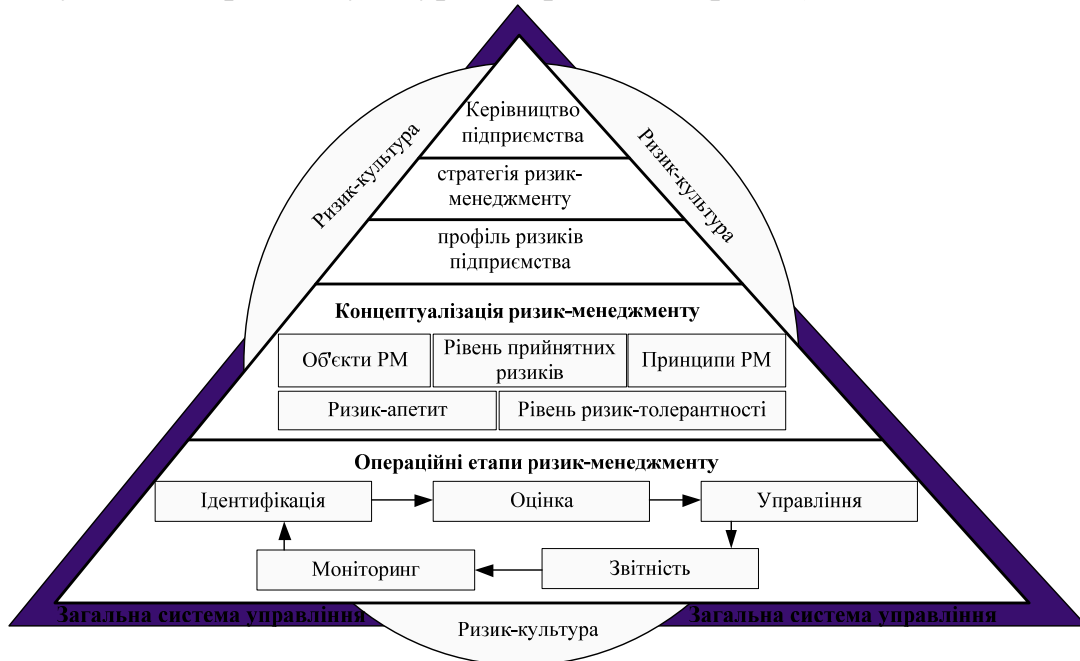 Керівництво
підприємства
Ризик-культура
Ризик-культура
стратегія ризик-
менеджменту
профіль ризиків
підприємства
Концептуалізація ризик-менеджменту
Об'єкти РМ
Рівень прийнятних
ризиків
Принципи РМ
Ризик-апетит
Рівень ризик-толерантності
Операційні етапи ризик-менеджменту
Ідентифікація
Оцінка
Управління
Моніторинг
Звітність
Загальна система управління
Загальна система управління
Ризик-культура